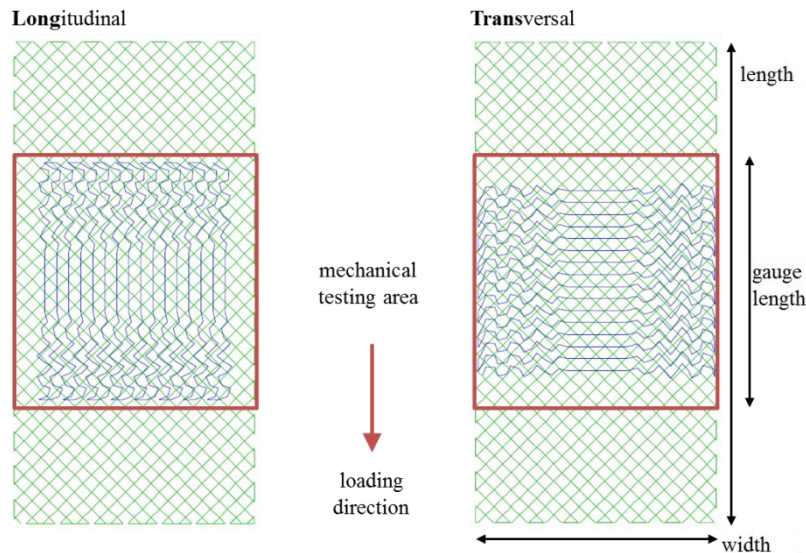 Longitudinal
Transversal
length
mechanical
testing area
gauge
length
loading
direction
width